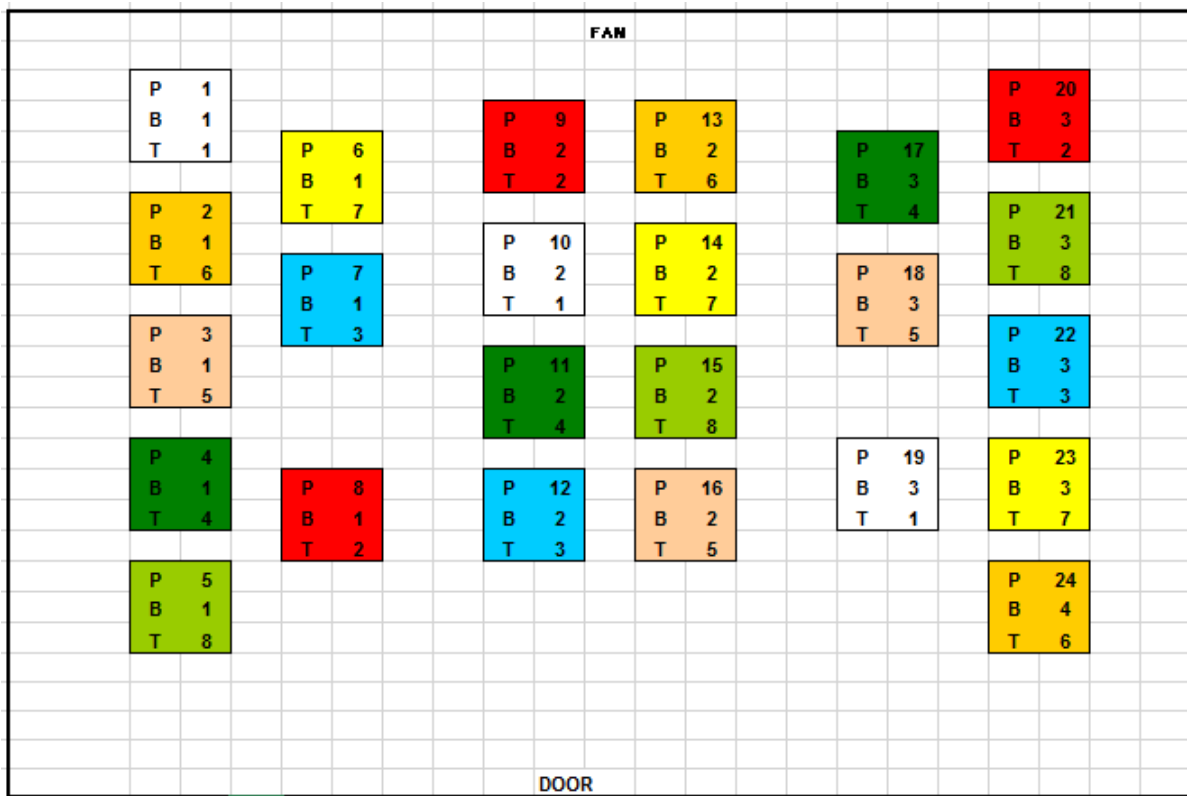 FAN
P 1
B 1
T 1
P 2
B 1
T 6
P 3
B 1
T 5
P 4
B 1
T 4
P 5
B 1
T 8
P 6
B 1
T 7
P 7
B 1
T 3
P 8
B 1
T 2
P 9
B 2
T 2
P 10
B 2
T 1
P 11
B 2
T 4
P 12
B 2
T 3
P 13
B 2
T 6
P 14
B 2
T 7
P 15
B 2
T 8
P 16
B 2
T 5
P 17
B 3
T 4
P 18
B 3
T 5
P 19
B 3
T 1
P 20
B 3
T 2
P 21
B 3
T 8
P 22
B 3
T 3
P 23
B 3
T 7
P 24
B 4
T 6
DOOR